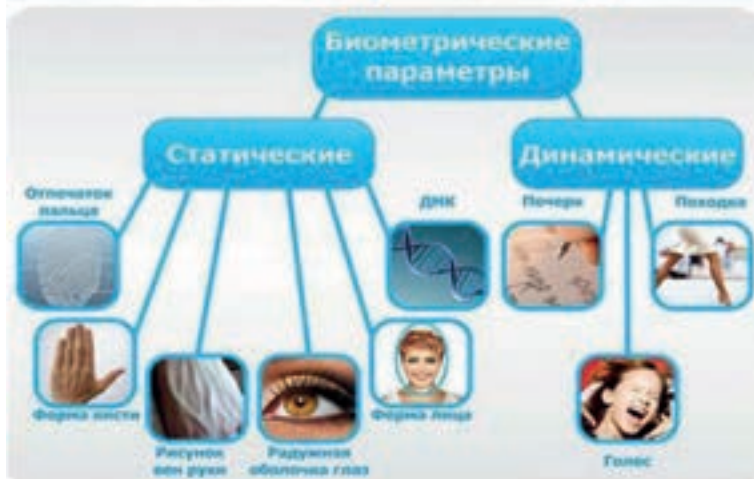 Биометрические
параметры
Статические
Динамические
Отпечаток
пальца
ДНК
Почерк
Походка
Форма кисти
Рисунок
вен руки
Радужная
оболочка глаз
Форма лица
Голос